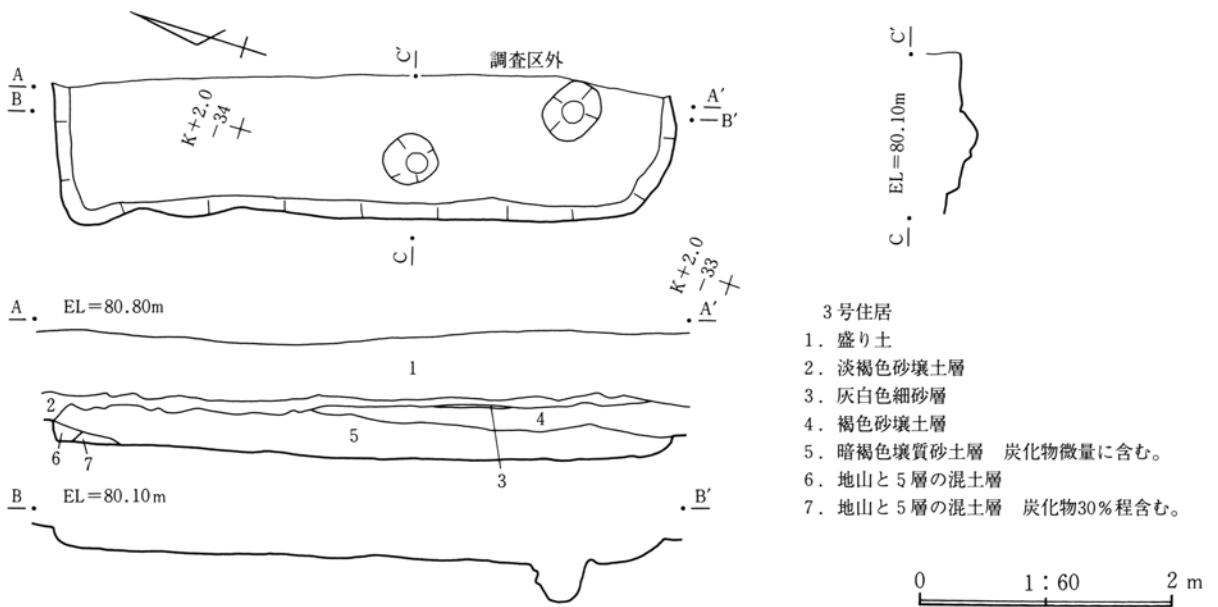 調査区外
A
B
A′
B′
C′
C
K+2.0
-34
K+2.0
-33
C′
EL=80.10m
C
A
EL=80.80m
A′
1
2
4
5
6
7
3
B
EL=80.10m
B′
3号住居
1. 盛り土
2. 淡褐色砂壌土層
3. 灰白色細砂層
4. 褐色砂壌土層
5. 暗褐色壌質砂土層 炭化物微量に含む。
6. 地山と5層の混土層
7. 地山と5層の混土層 炭化物30%程含む。
0 1:60 2 m